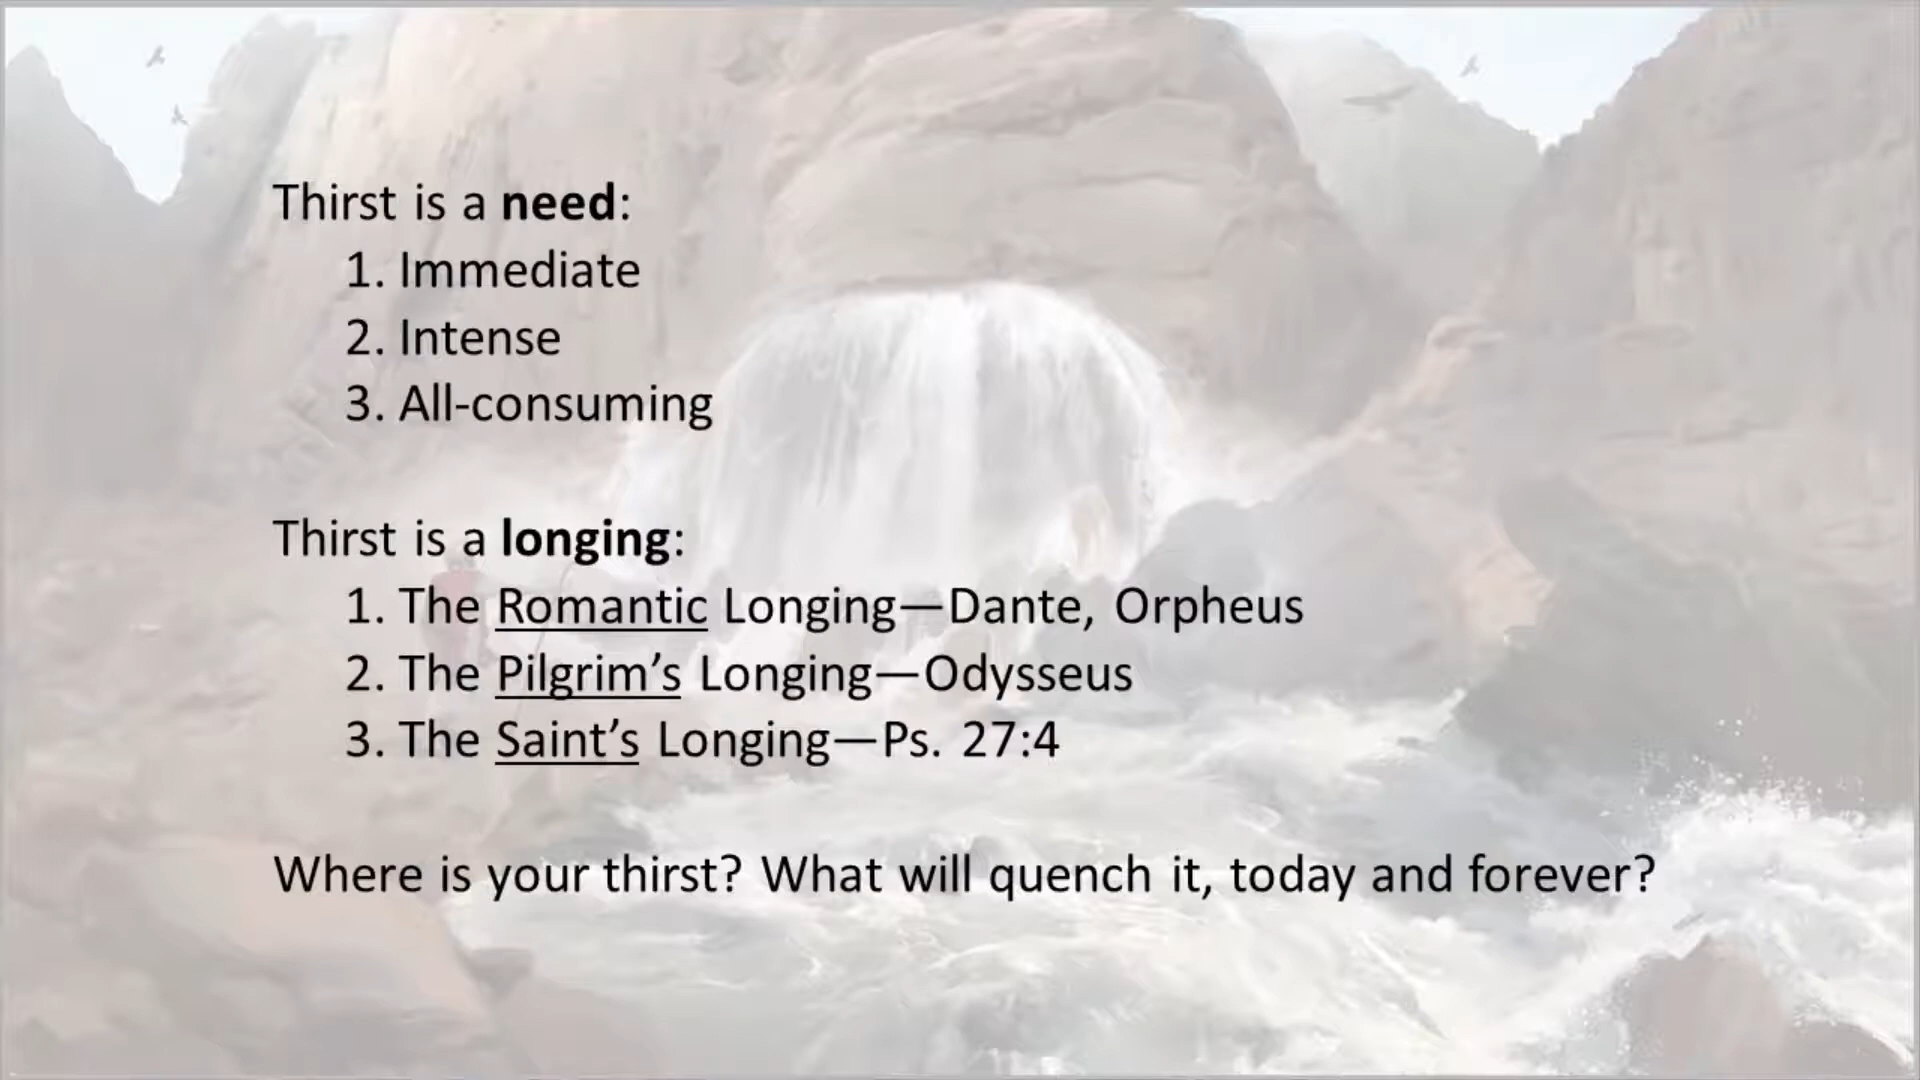 Thirst is a need:
1. Immediate
2. Intense
3. All-consuming
Thirst is a longing:
1. The Romantic Longing—Dante, Orpheus
2. The Pilgrim’s Longing—Odysseus
3. The Saint’s Longing—Ps. 27:4
Where is your thirst? What will quench it, today and forever?